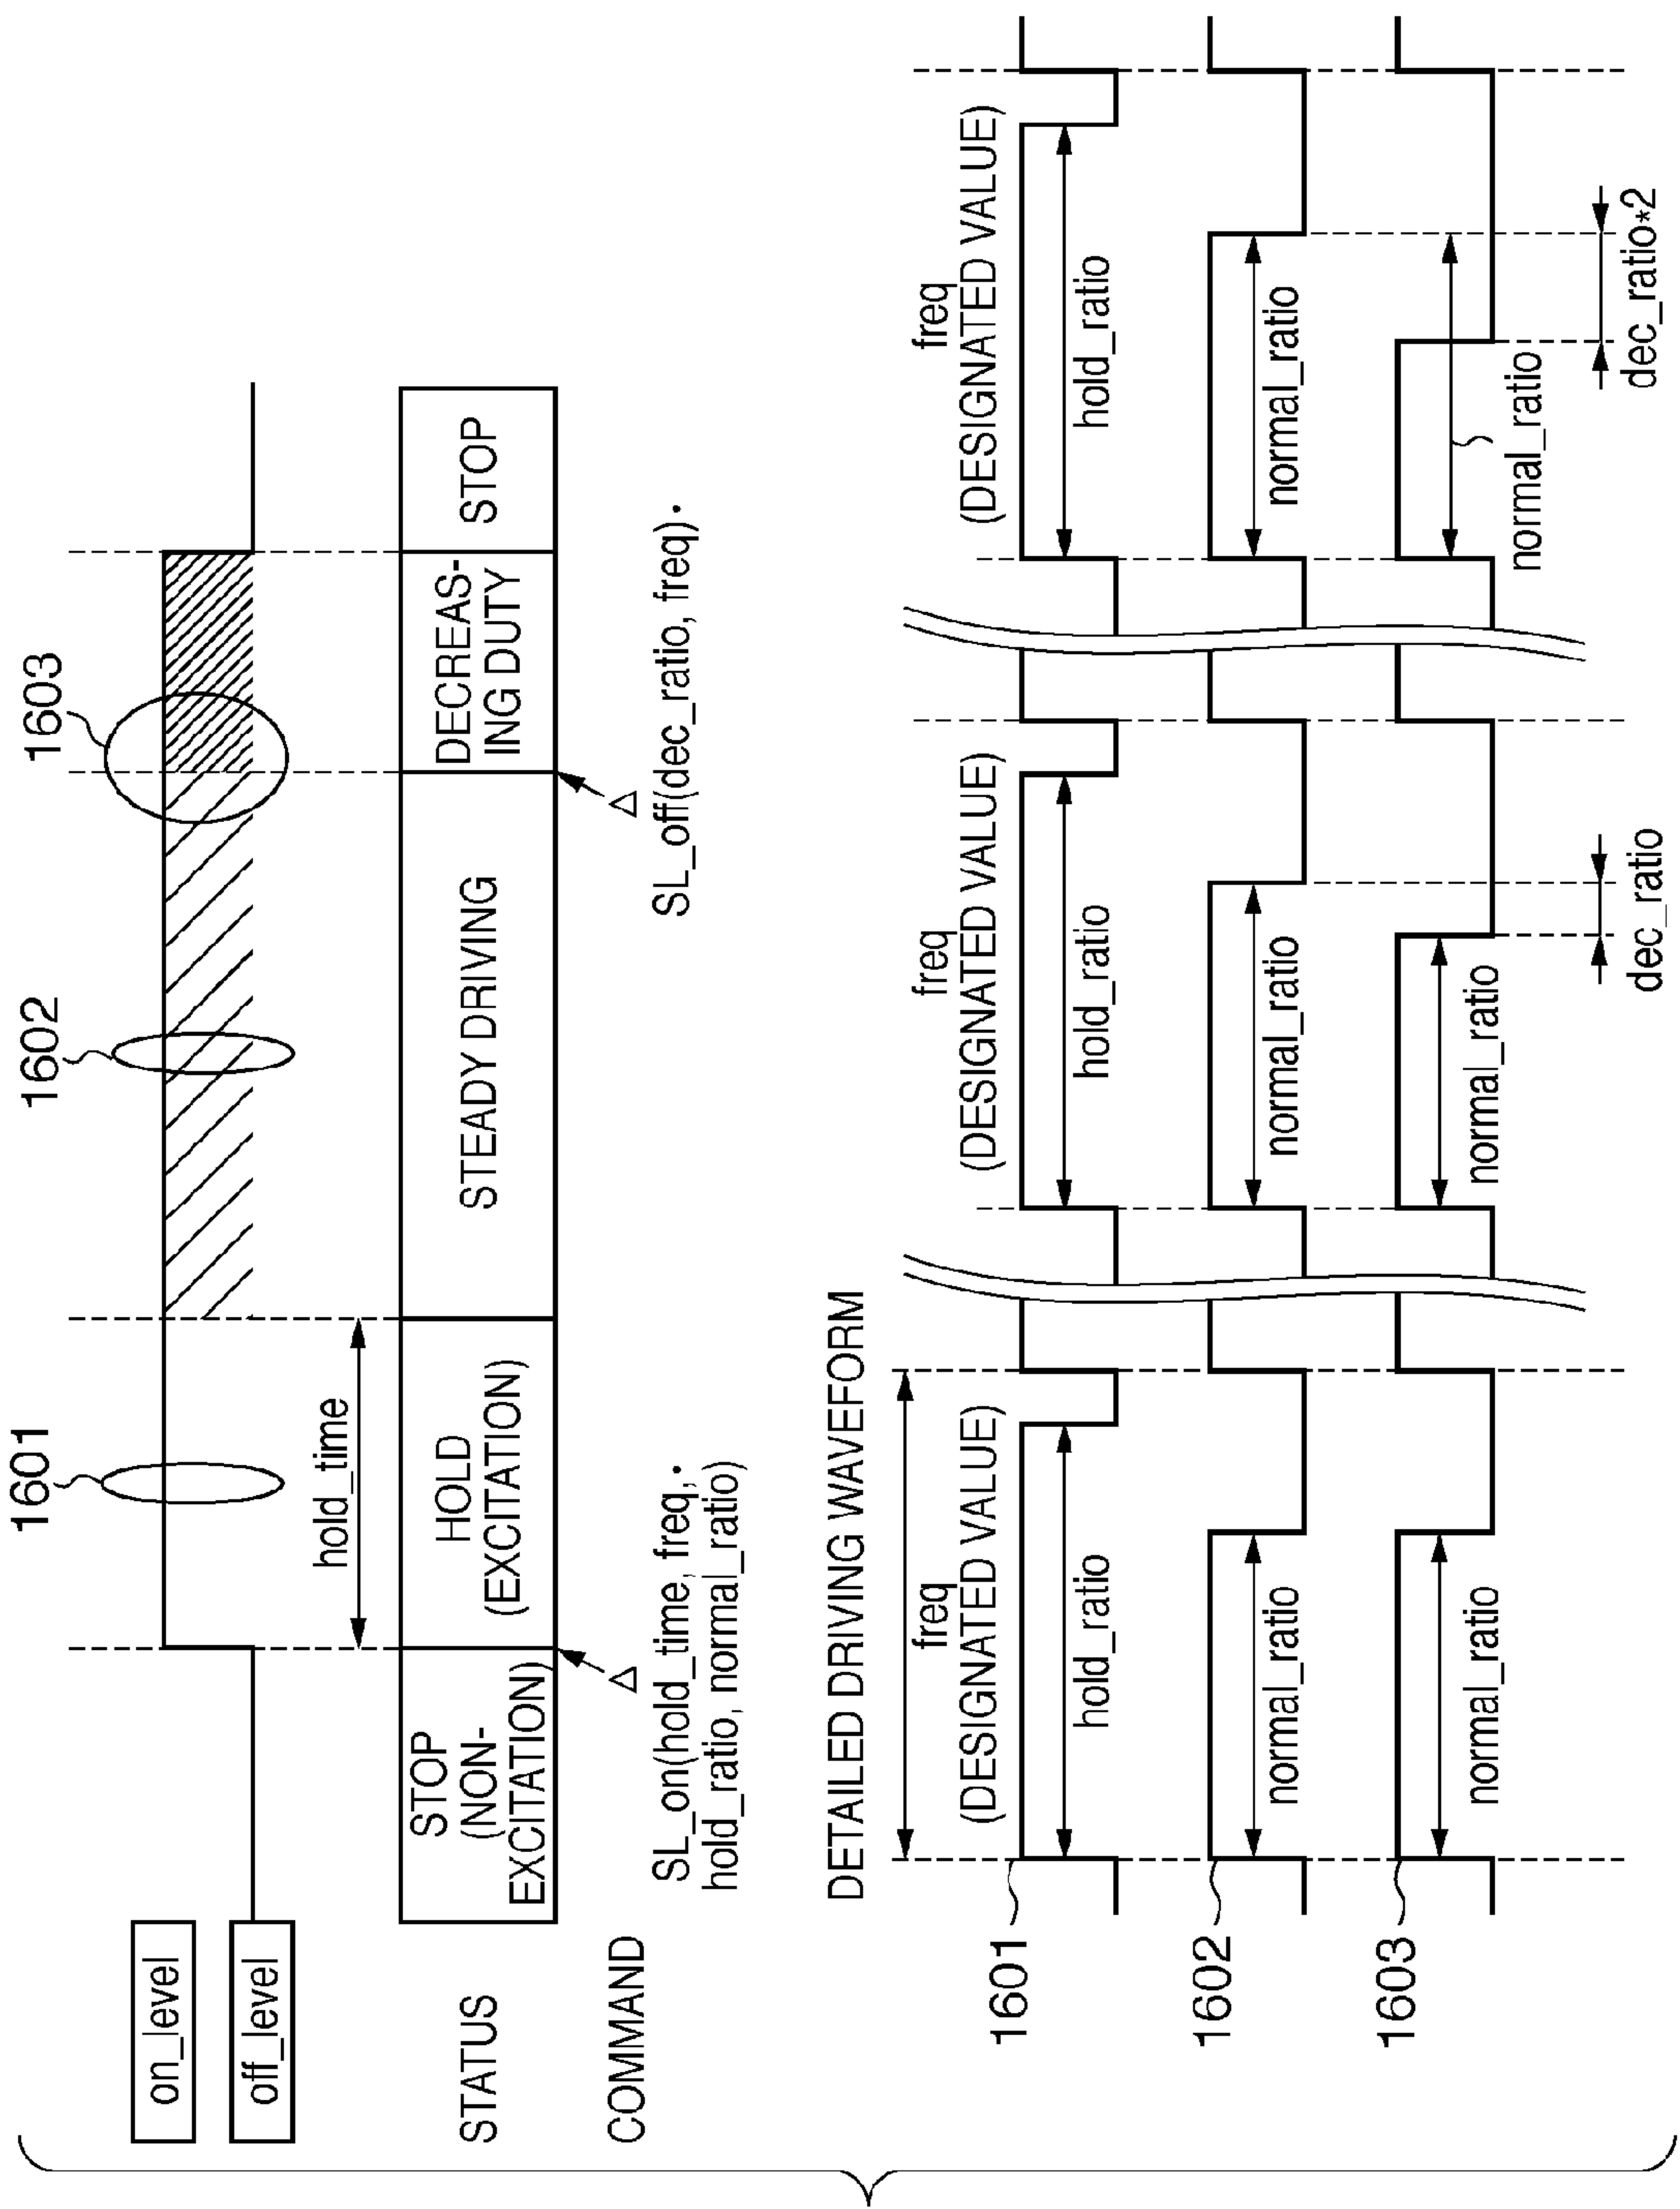 1601
1602
1603
on_level
off_level
hold_time
STATUS
STOP
(NON-
EXCITATION)
HOLD
(EXCITATION)
STEADY DRIVING
DECREAS-
ING DUTY
STOP
COMMAND
SL_on(hold_time, freq,
hold_ratio, normal_ratio)
SL_off(dec_ratio, freq).
DETAILED DRIVING WAVEFORM
freq
(DESIGNATED VALUE)
freq
(DESIGNATED VALUE)
freq
(DESIGNATED VALUE)
1601
hold_ratio
hold_ratio
hold_ratio
1602
normal_ratio
normal_ratio
normal_ratio
1603
normal_ratio
normal_ratio
normal_ratio
dec_ratio
dec_ratio*2